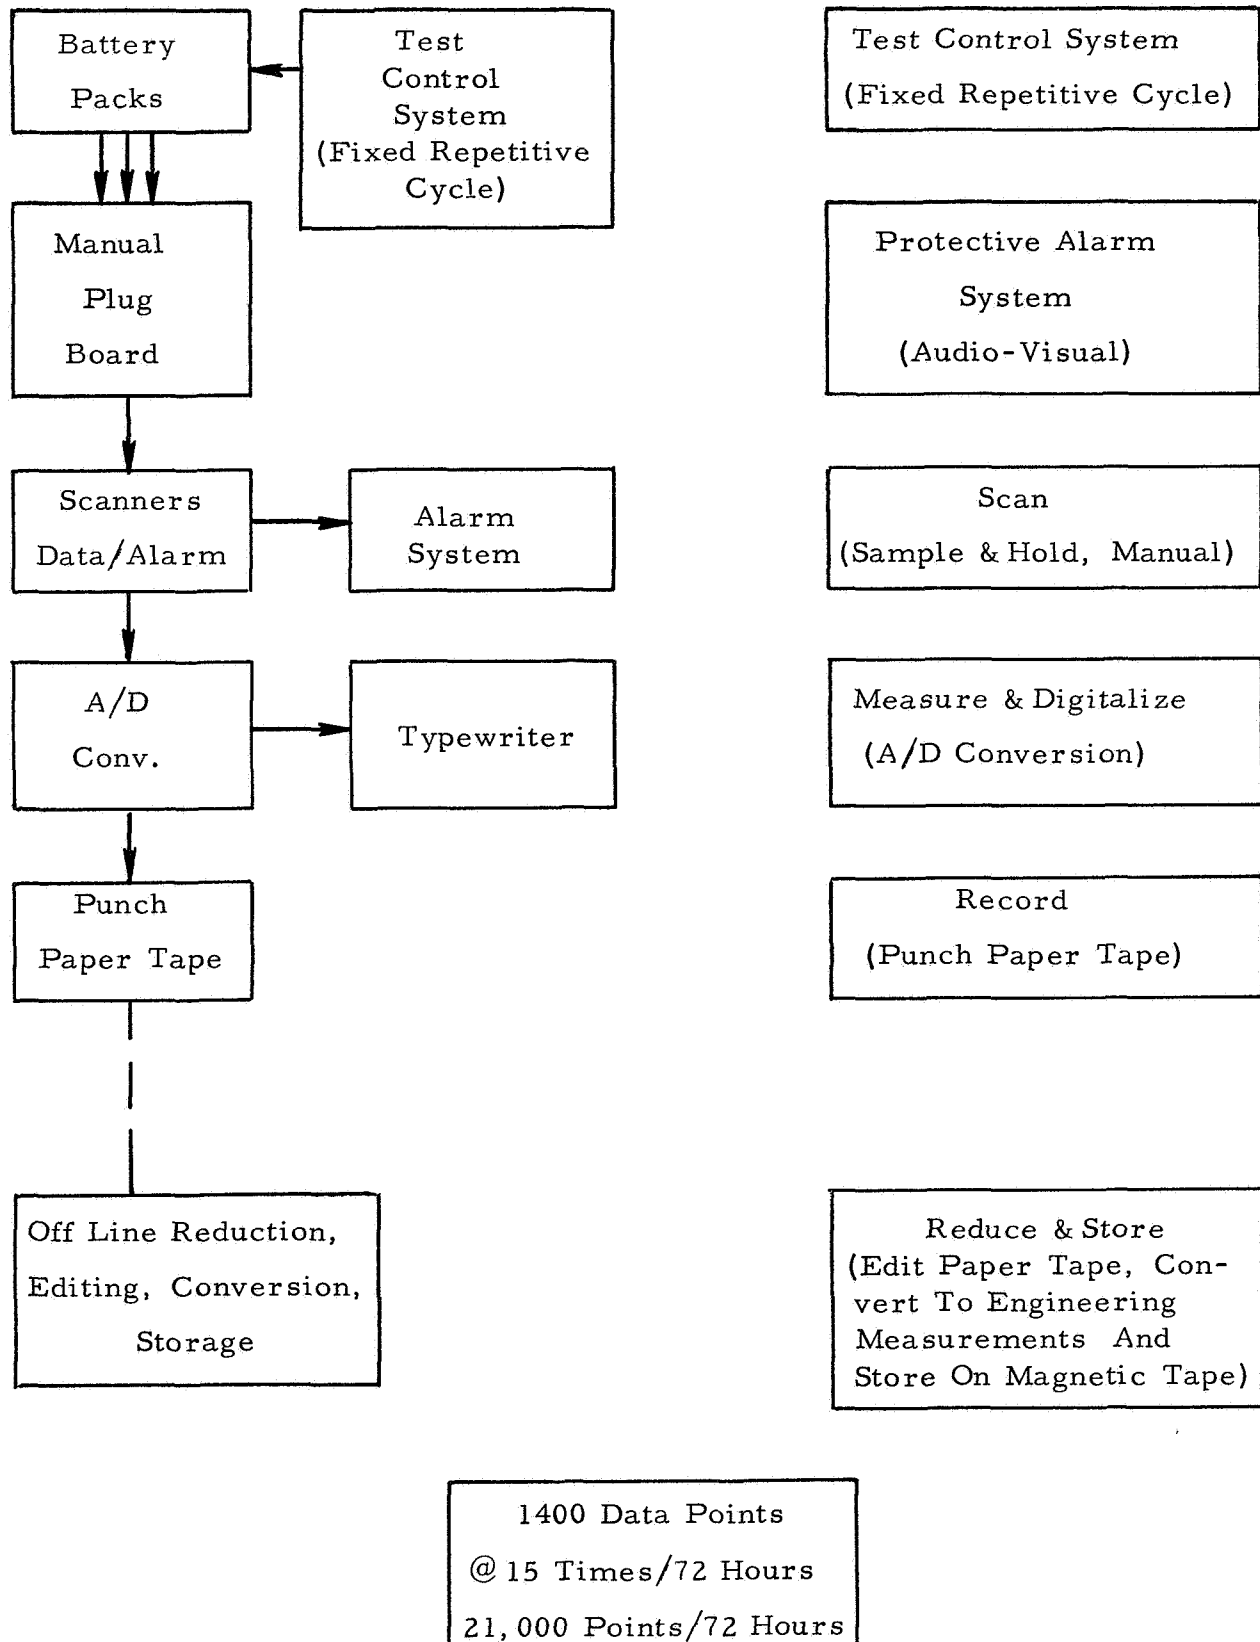 Battery
Packs
Test
Control
System
(Fixed Repetitive
Cycle)
Manual
Plug
Board
Scanners
Data/Alarm
Alarm
System
A/D
Conv.
Typewriter
Punch
Paper Tape
Off Line Reduction,
Editing, Conversion,
Storage
Test Control System
(Fixed Repetitive Cycle)
Protective Alarm
System
(Audio-Visual)
Scan
(Sample & Hold, Manual)
Measure & Digitalize
(A/D Conversion)
Record
(Punch Paper Tape)
Reduce & Store
(Edit Paper Tape, Con-
vert To Engineering
Measurements And
Store On Magnetic Tape)
1400 Data Points
@ 15 Times/72 Hours
21,000 Points/72 Hours